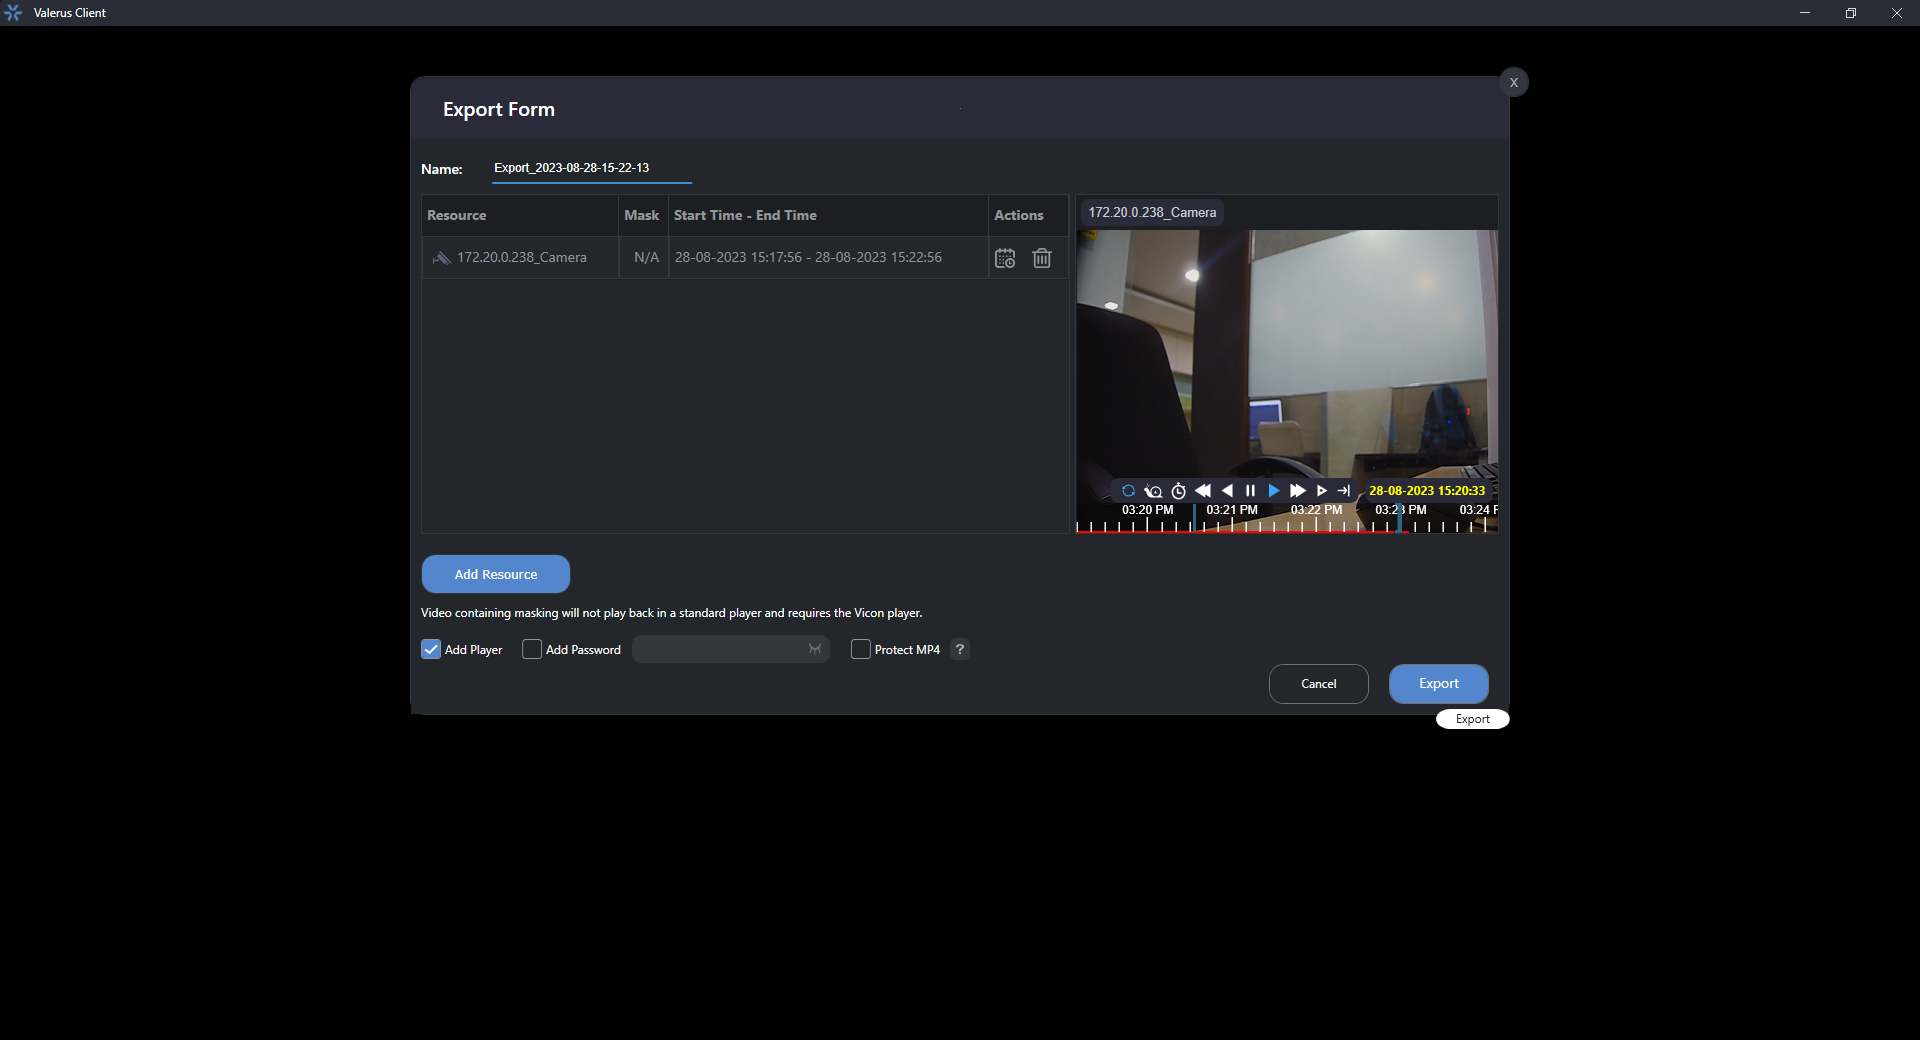 Valerus Client
X
Export Form
Name: Export_2023-08-28-15-22-13
Resource Mask Start Time - End Time Actions
172.20.0.238_Camera N/A 28-08-2023 15:17:56 - 28-08-2023 15:22:56
172.20.0.238_Camera
28-08-2023 15:20:33
03:20 PM 03:21 PM 03:22 PM 03:23 PM 03:24 P
Add Resource
Video containing masking will not play back in a standard player and requires the Vicon player.
Add Player Add Password Protect MP4 ?
Cancel Export
Export